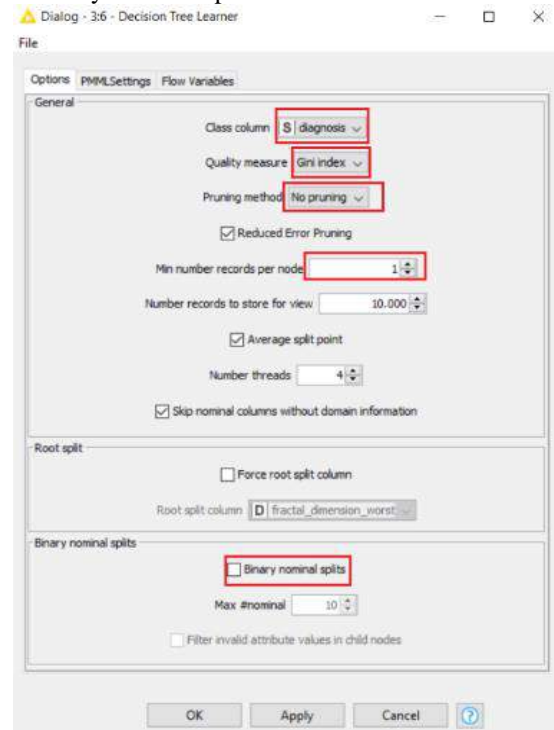 Dialog - 3:6 - Decision Tree Learner
File
Options PMMLSettings Flow Variables
General
Class column S diagnosis
Quality measure Gini index
Pruning method No pruning
Reduced Error Pruning
Min number records per node 1
Number records to store for view 10.000
Average split point
Number threads 4
Skip nominal columns without domain information
Root split
Force root split column
Root split column D fractal_dimension_worst
Binary nominal splits
Binary nominal splits
Max #nominal 10
Filter invalid attribute values in child nodes
OK Apply Cancel ?